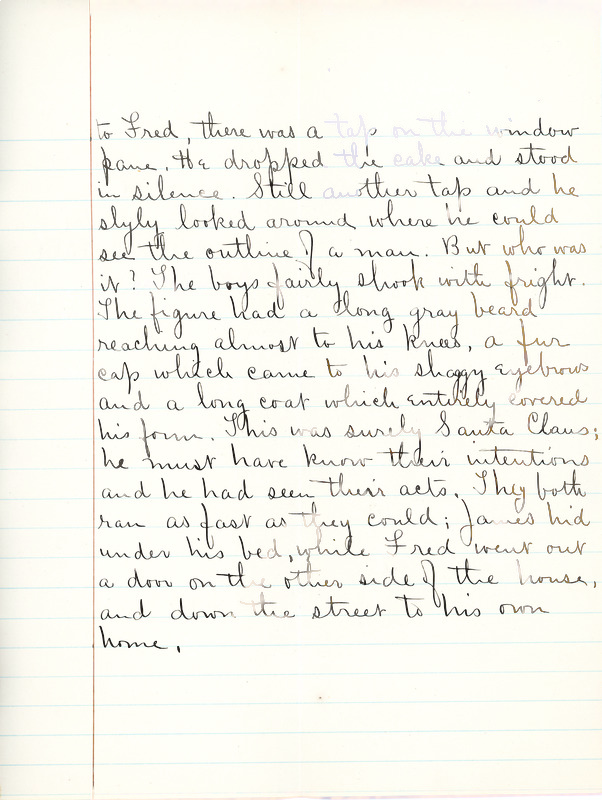 to Fred, there was a tap on the window
pane. He dropped the cake and stood
in silence. Still another tap and he
slyly looked around where he could
see the outline of a man. But who was
it? The boys fairly shook with fright.
The figure had a long gray beard
reaching almost to his knees, a fur
cap which came to his shaggy eyebrows
and a long coat which entirely covered
his form. This was surely Santa Claus;
he must have know their intentions
and he had seen their acts. They both
ran as fast as they could; James hid
under his bed, while Fred went out
a door on the other side of the house,
and down the street to his own
home.